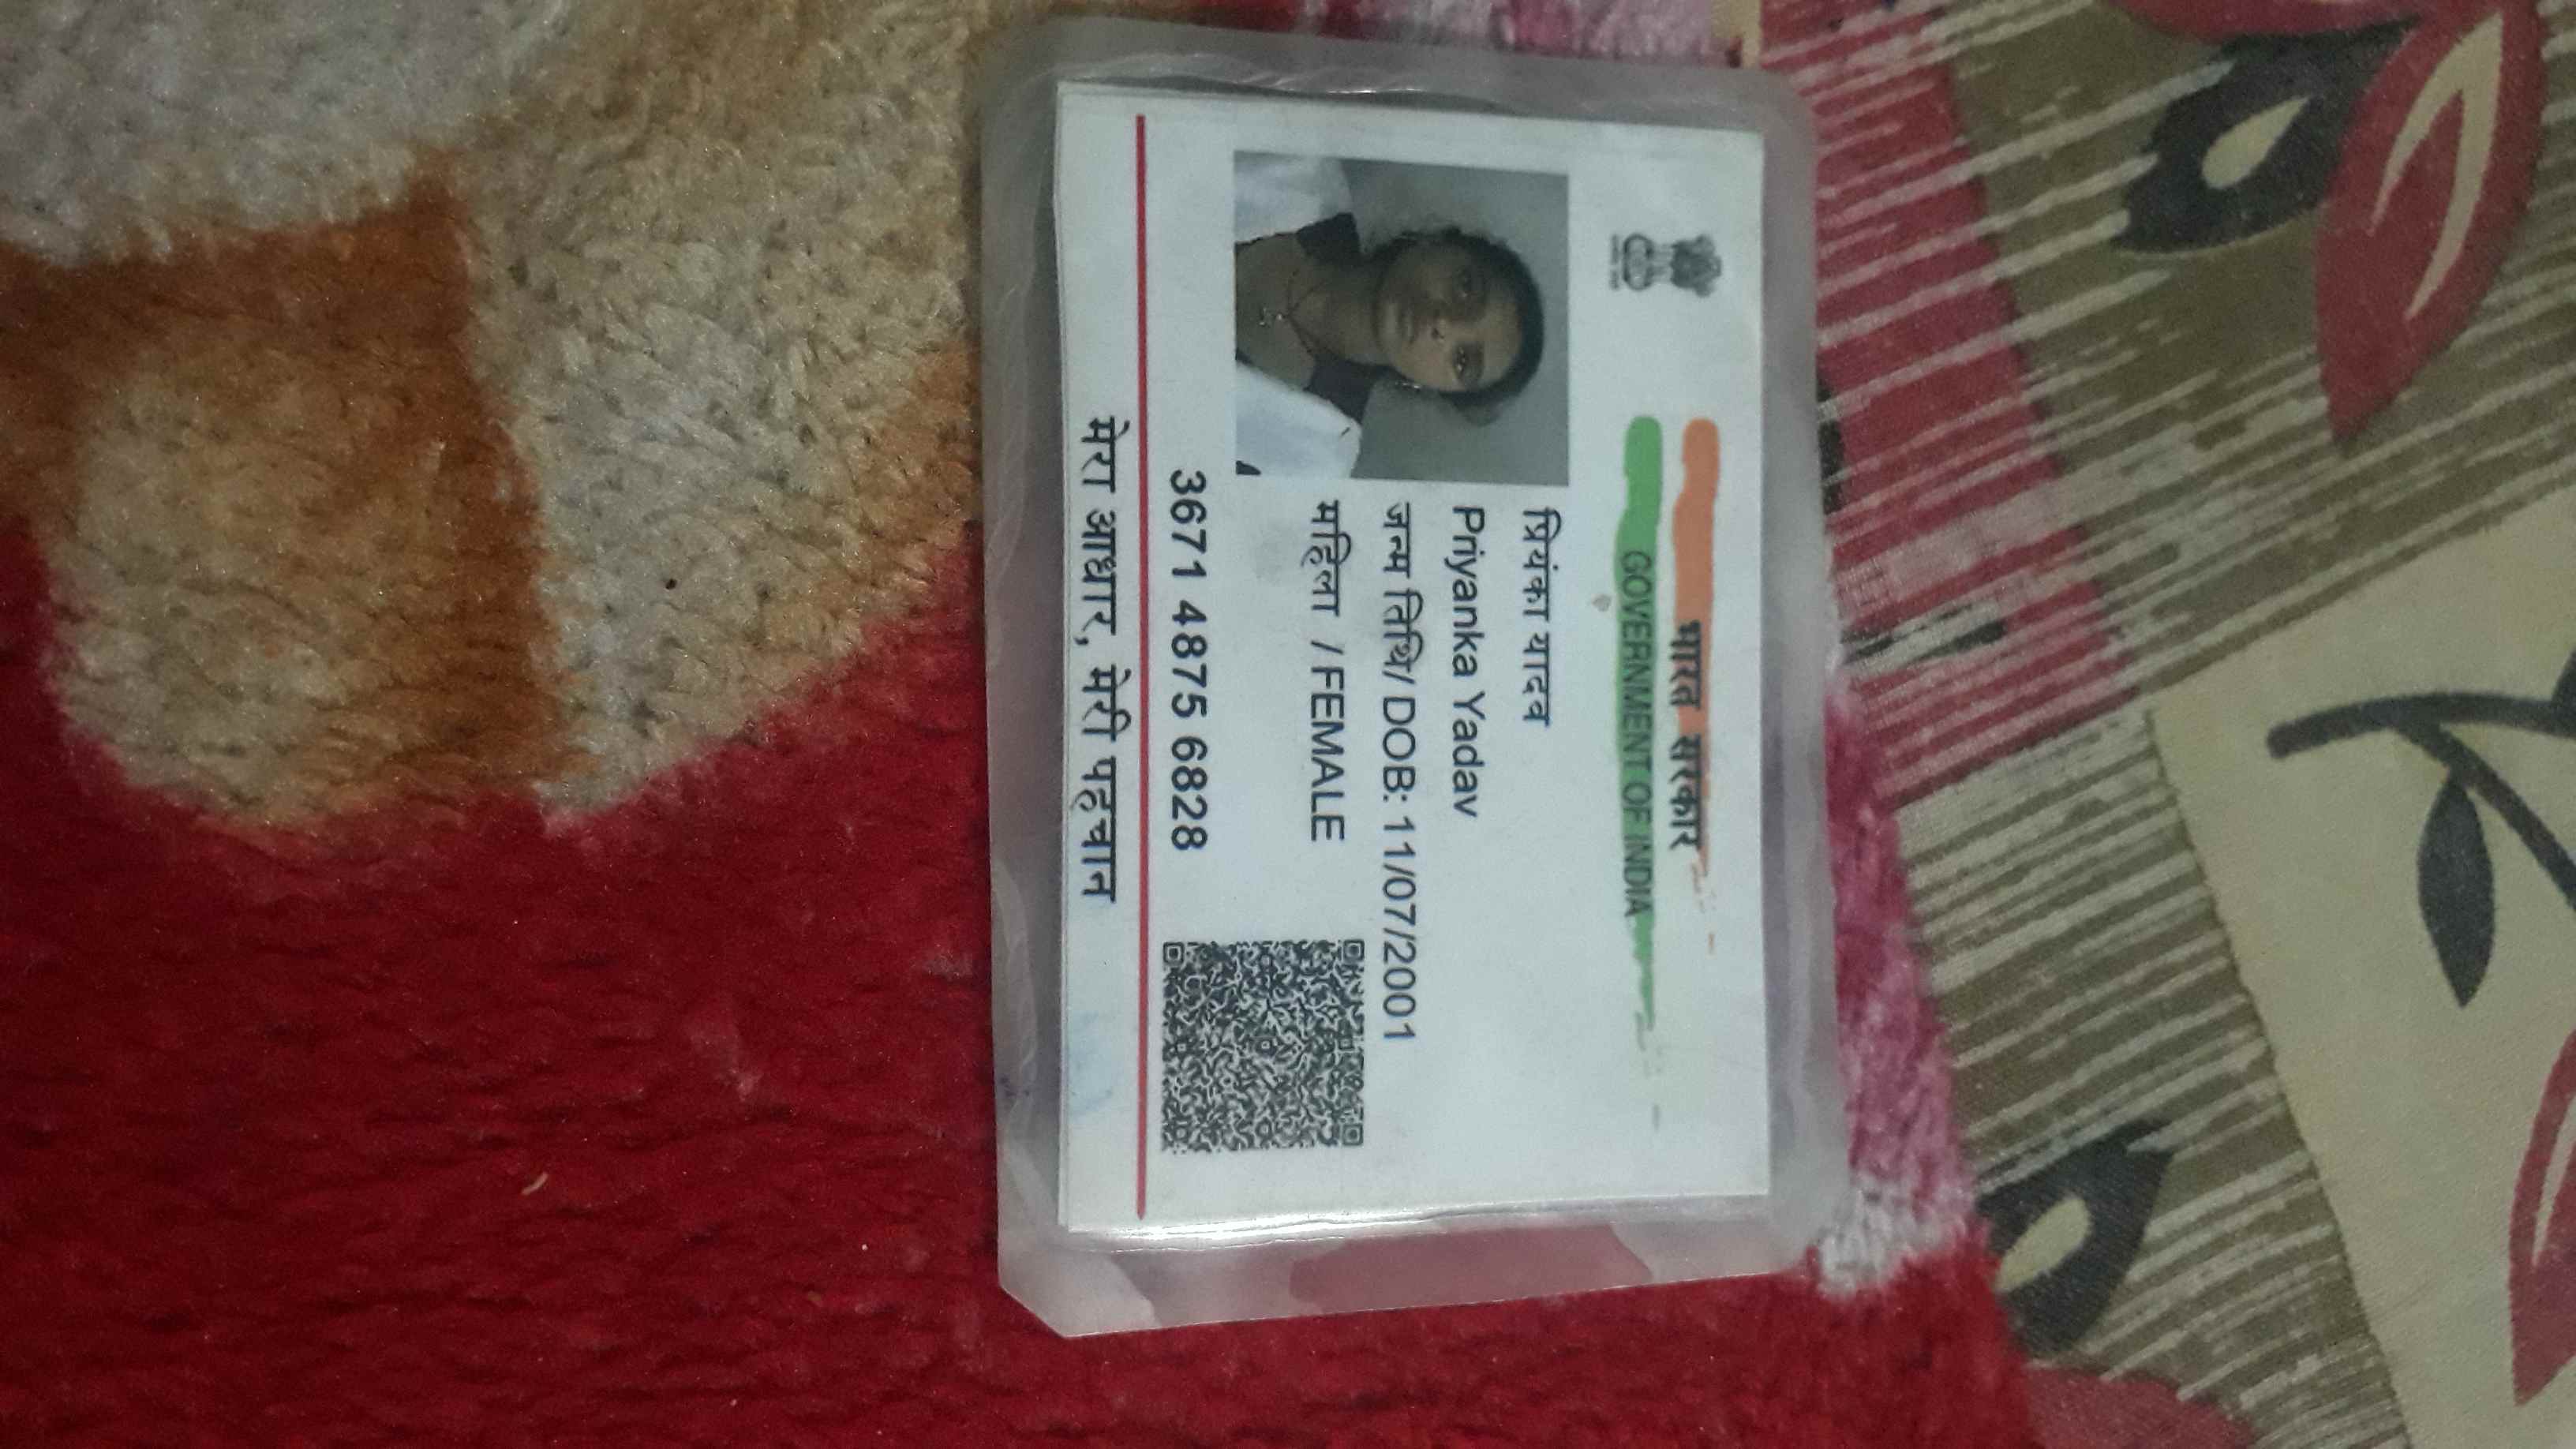 भारत सरकार
GOVERNMENT OF INDIA
प्रियंका यादव
Priyanka Yadav
जन्म तिथि/ DOB: 11/07/2001
महिला / FEMALE
3671 4875 6828
मेरा आधार, मेरी पहचान